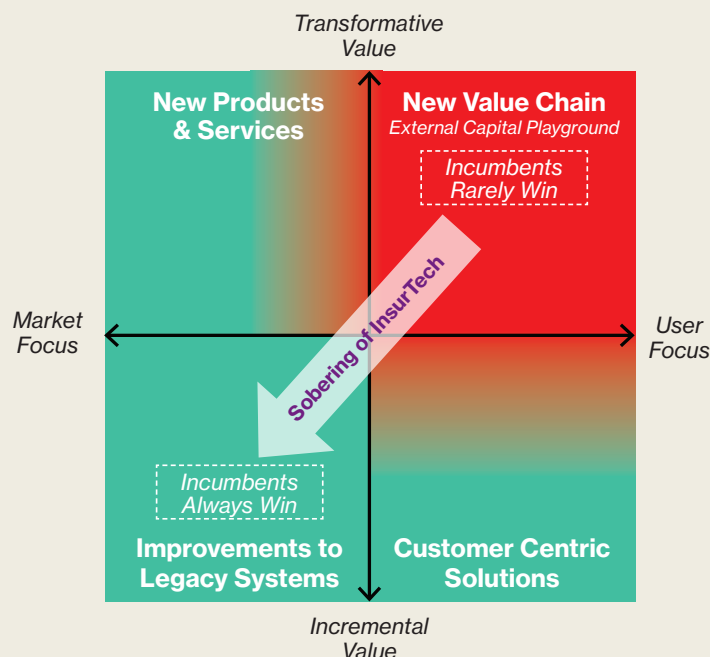 Transformative
Value
New Products
& Services
New Value Chain
External Capital Playground
Incumbents
Rarely Win
Market
Focus
Sobering of InsurTech
User
Focus
Incumbents
Always Win
Improvements to
Legacy Systems
Customer Centric
Solutions
Incremental
Value